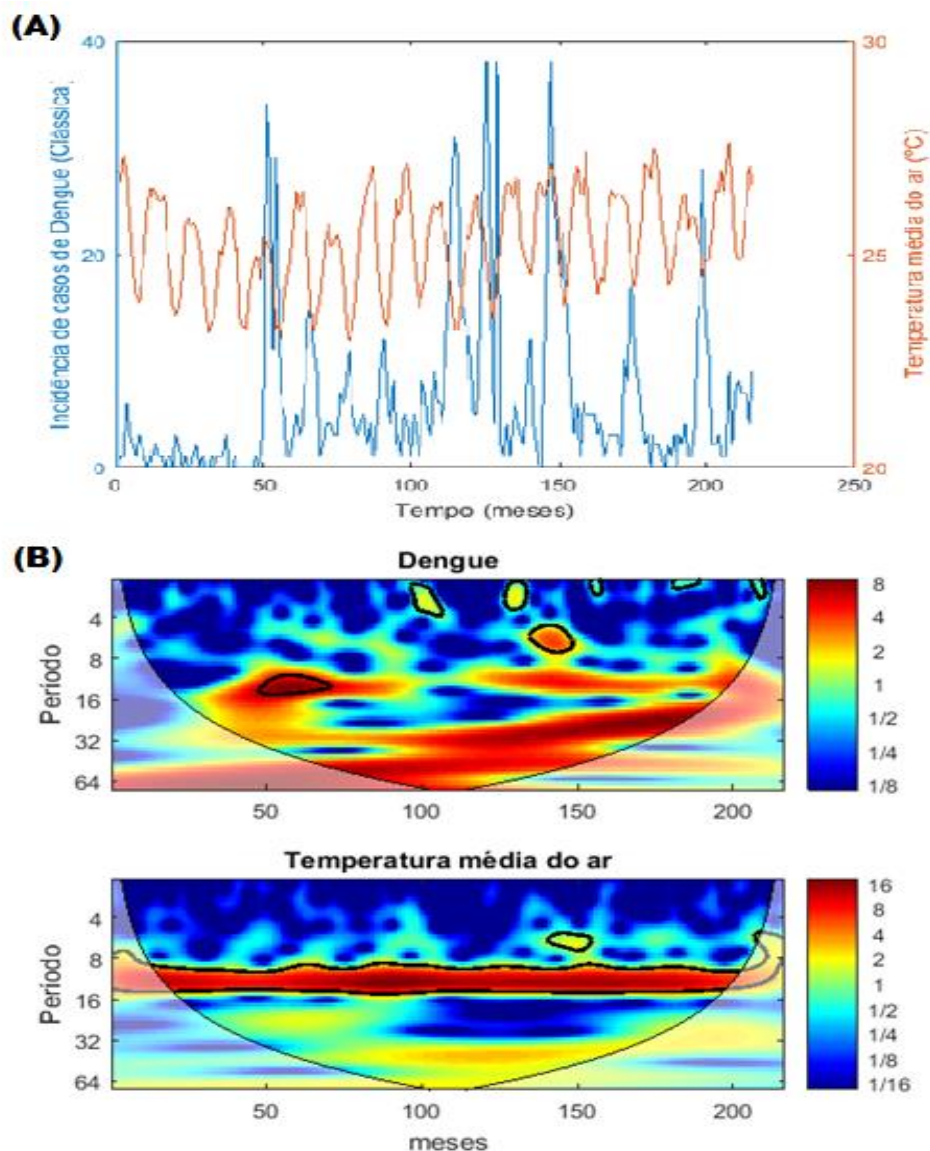 (A)
Incidência de casos de Dengue (Clássica)
40
20
0
30
25
20
Temperatura média do ar (ºC)
0 50 100 150 200 250
Tempo (meses)
(B)
Dengue
Período
4
8
16
32
64
50 100 150 200
8
4
2
1
1/2
1/4
1/8
Temperatura média do ar
Período
4
8
16
32
64
50 100 150 200
meses
16
8
4
2
1
1/2
1/4
1/8
1/16